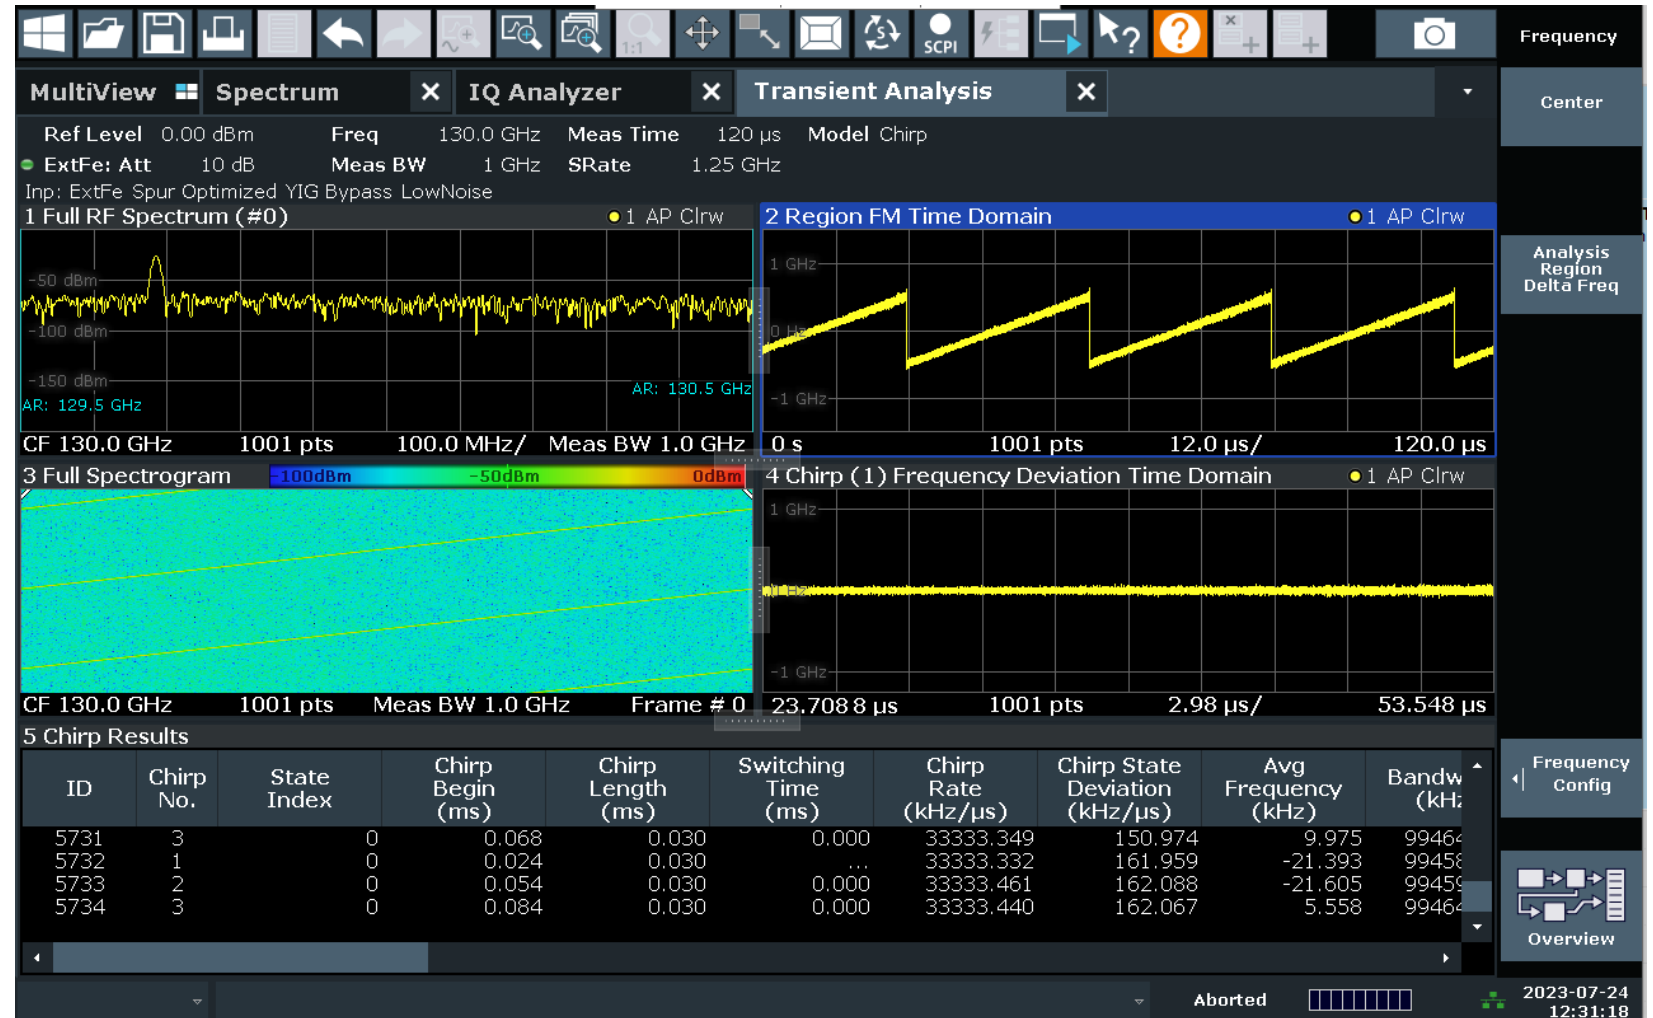 1:1
SCPI
Frequency
MultiView
Spectrum
IQ Analyzer
Transient Analysis
Center
Ref Level 0.00 dBm Freq 130.0 GHz Meas Time 120 µs Model Chirp
ExtFe: Att 10 dB Meas BW 1 GHz SRate 1.25 GHz
Inp: ExtFe Spur Optimized YIG Bypass LowNoise
1 Full RF Spectrum (#0) 1 AP Clrw
-50 dBm
-100 dBm
-150 dBm
AR: 130.5 GHz
AR: 129.5 GHz
CF 130.0 GHz 1001 pts 100.0 MHz/ Meas BW 1.0 GHz
2 Region FM Time Domain 1 AP Clrw
1 GHz
0 Hz
-1 GHz
0 s 1001 pts 12.0 µs/ 120.0 µs
Analysis
Region
Delta Freq
3 Full Spectrogram -100dBm -50dBm 0dBm
CF 130.0 GHz 1001 pts Meas BW 1.0 GHz Frame # 0
4 Chirp (1) Frequency Deviation Time Domain 1 AP Clrw
1 GHz
0 Hz
-1 GHz
23.7088 µs 1001 pts 2.98 µs/ 53.548 µs
5 Chirp Results
ID Chirp No. State Index Chirp Begin (ms) Chirp Length (ms) Switching Time (ms) Chirp Rate (kHz/µs) Chirp State Deviation (kHz/µs) Avg Frequency (kHz) Bandw (kHz
5731 3 0 0.068 0.030 0.000 33333.349 150.974 9.975 99464
5732 1 0 0.024 0.030 ... 33333.332 161.959 -21.393 99458
5733 2 0 0.054 0.030 0.000 33333.461 162.088 -21.605 99459
5734 3 0 0.084 0.030 0.000 33333.440 162.067 5.558 99464
Frequency
Config
Overview
Aborted
2023-07-24
12:31:18